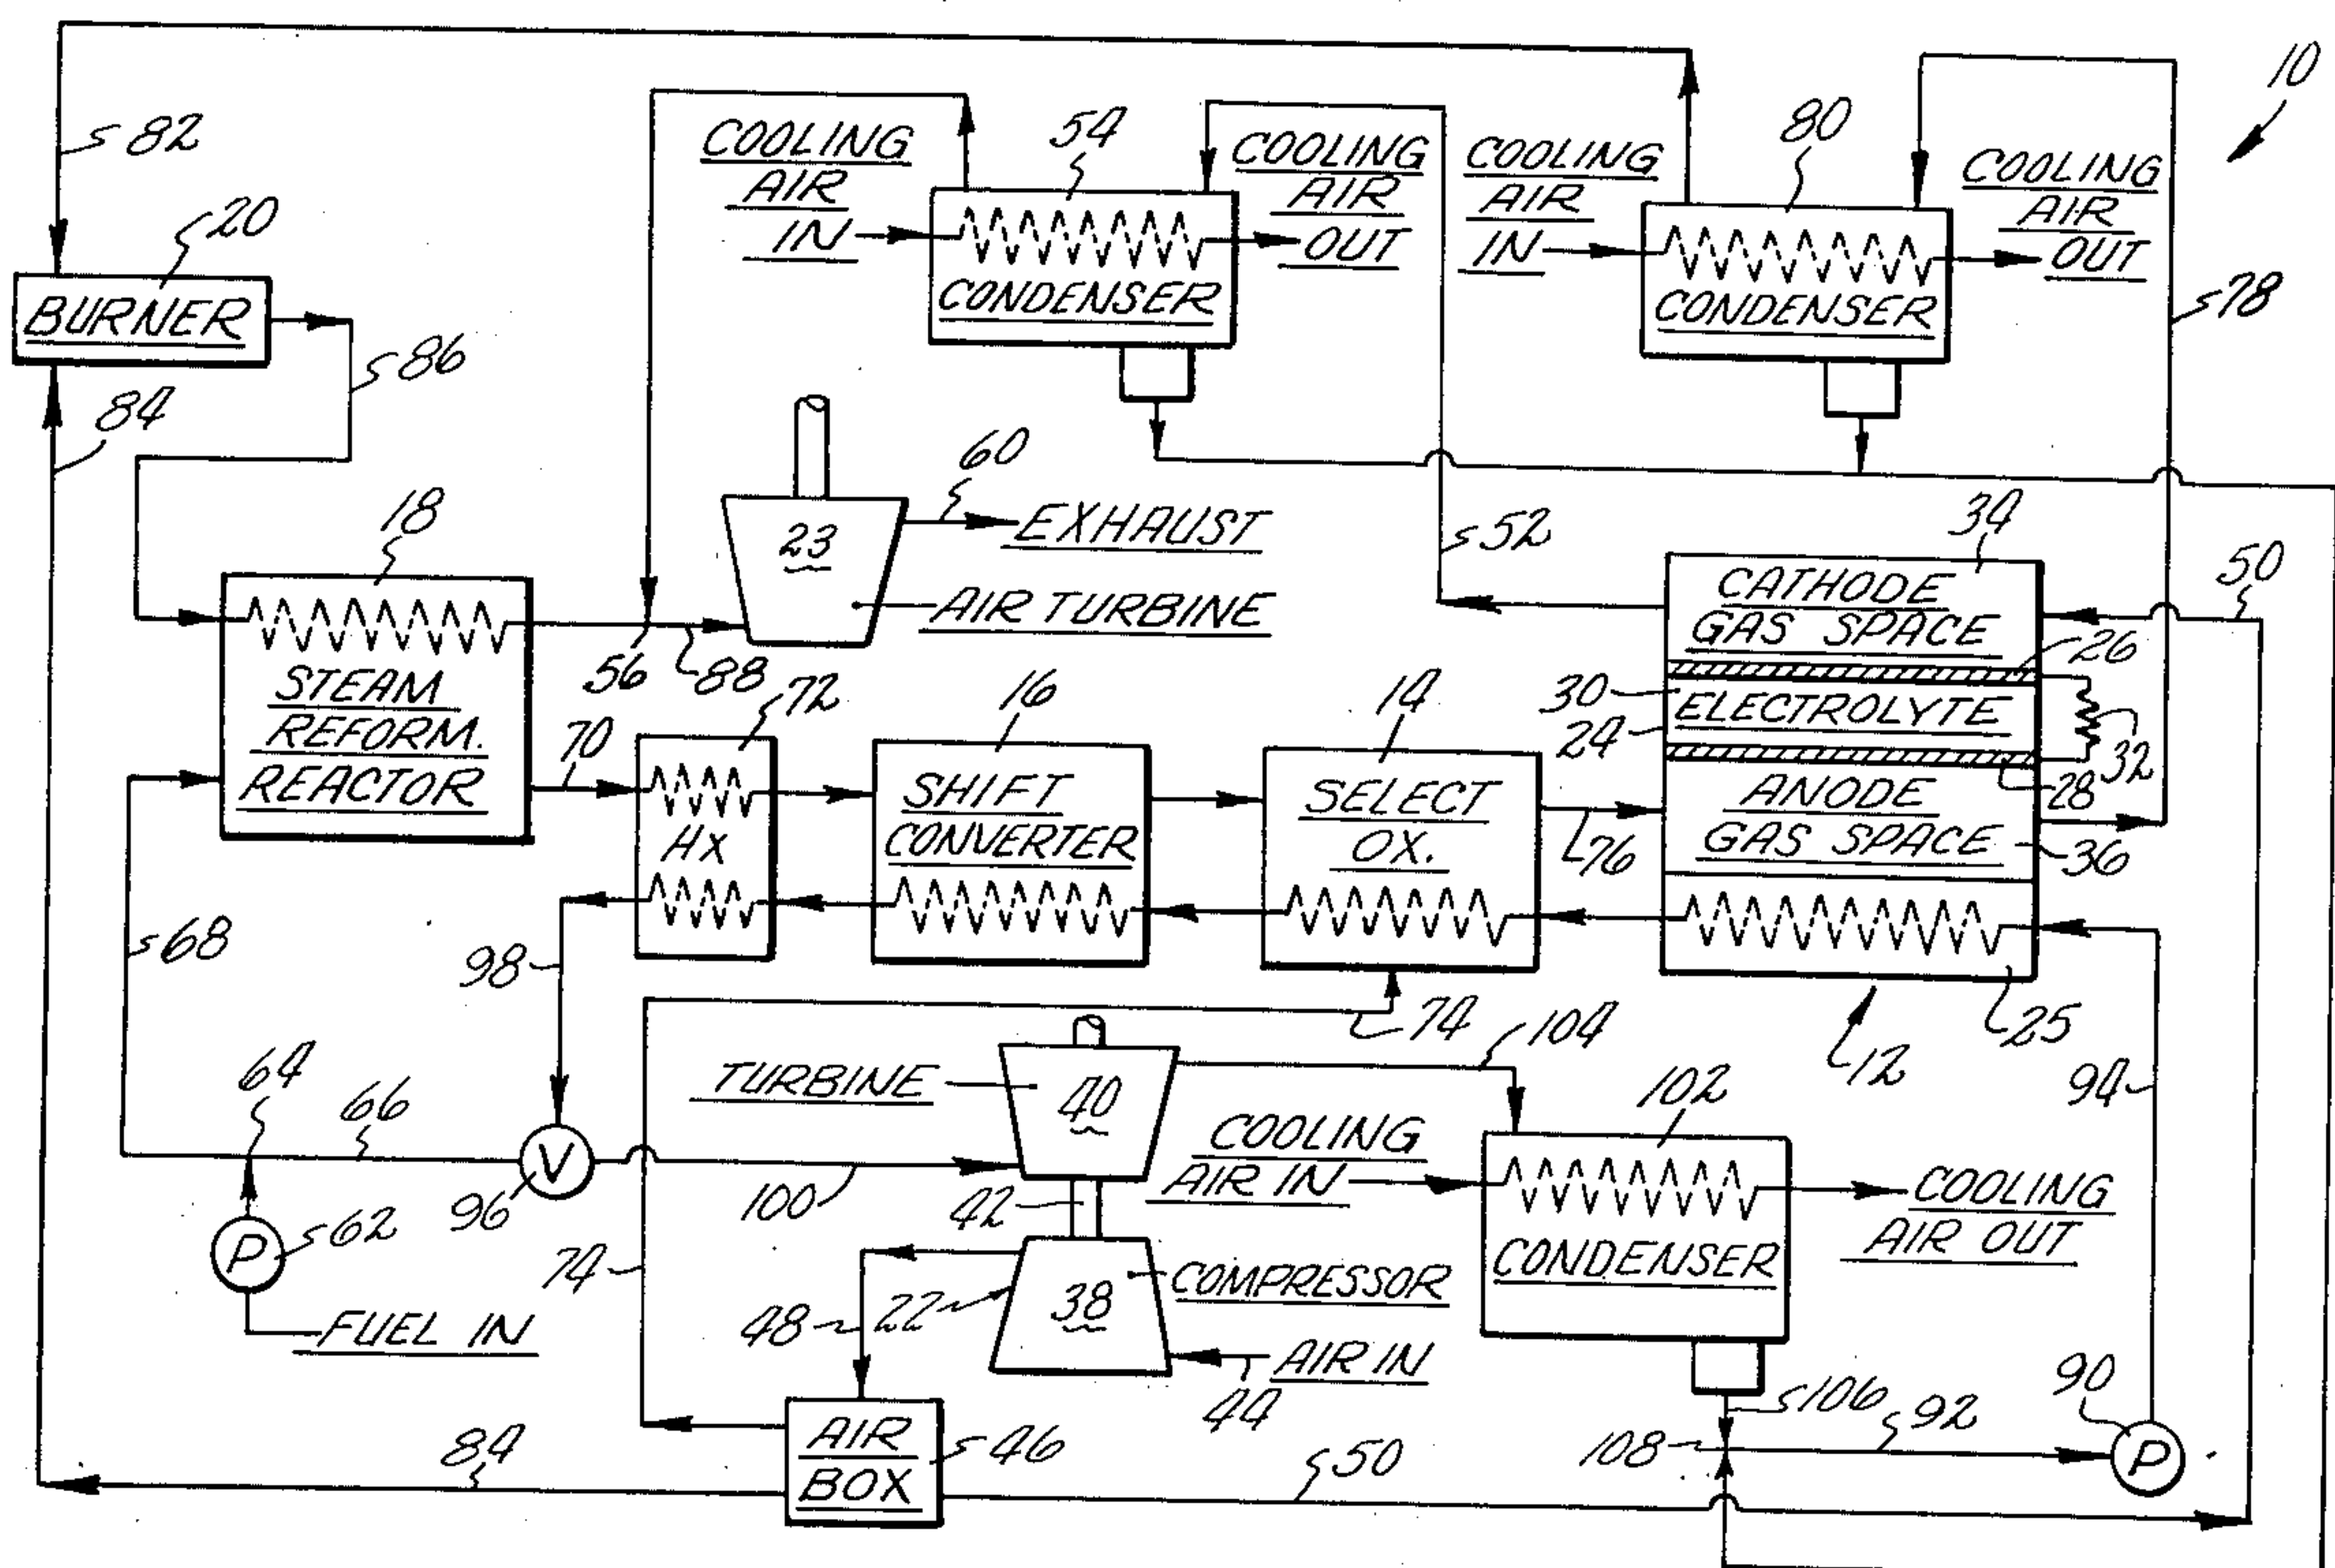 10
82
20
BURNER
86
84
COOLING
AIR
IN
54
CONDENSER
COOLING
AIR
OUT
COOLING
AIR
IN
80
CONDENSER
COOLING
AIR
OUT
78
60
EXHAUST
23
AIR TURBINE
18
STEAM
REFORM.
REACTOR
56
88
52
34
CATHODE
GAS SPACE
50
26
30
ELECTROLYTE
24
32
28
ANODE
GAS SPACE
36
70
72
HX
16
SHIFT
CONVERTER
14
SELECT
OX.
76
68
98
74
104
25
12
94
64
66
TURBINE
40
102
COOLING
AIR IN
COOLING
AIR OUT
V
96
100
42
P
62
FUEL IN
74
48
22
38
COMPRESSOR
CONDENSER
AIR IN
44
106
92
90
108
P
AIR
BOX
46
84
50